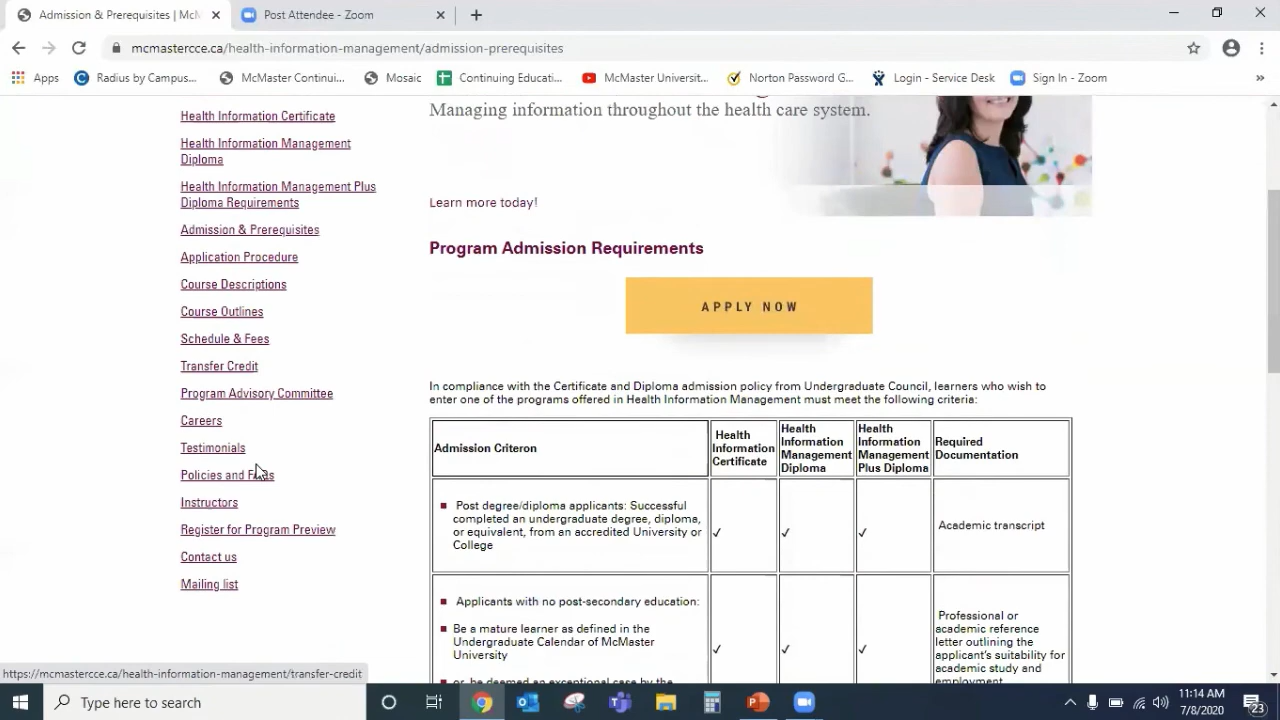 Admission & Prerequisites | Mc
Post Attendee - Zoom
mcmastercce.ca/health-information-management/admission-prerequisites
Apps
Radius by Campus...
McMaster Continui...
Mosaic
Continuing Educati...
McMaster Universit...
Norton Password G...
Login - Service Desk
Sign In - Zoom
Health Information Certificate
Health Information Management
Diploma
Health Information Management Plus
Diploma Requirements
Admission & Prerequisites
Application Procedure
Course Descriptions
Course Outlines
Schedule & Fees
Transfer Credit
Program Advisory Committee
Careers
Testimonials
Policies and
Instructors
Register for Program Preview
Contact us
Mailing list
Managing information throughout the health care system.
Learn more today!
Program Admission Requirements
APPLY NOW
In compliance with the Certificate and Diploma admission policy from Undergraduate Council, learners who wish to
enter one of the programs offered in Health Information Management must meet the following criteria:
Admission Criteron
Health
Information
Certificate
Health
Information
Management
Diploma
Health
Information
Management
Plus Diploma
Required
Documentation
Post degree/diploma applicants: Successful
completed an undergraduate degree, diploma,
or equivalent, from an accredited University or
College
✓
✓
✓
Academic transcript
Applicants with no post-secondary education:
Be a mature learner as defined in the
Undergraduate Calendar of McMaster
University
or, be deemed an exceptional case by the
✓
✓
✓
Professional or
academic reference
letter outlining the
applicant's suitability for
academic study and
employment
https://mcmastercce.ca/health-information-management/transfer-credit
Type here to search
11:14 AM
7/8/2020
23